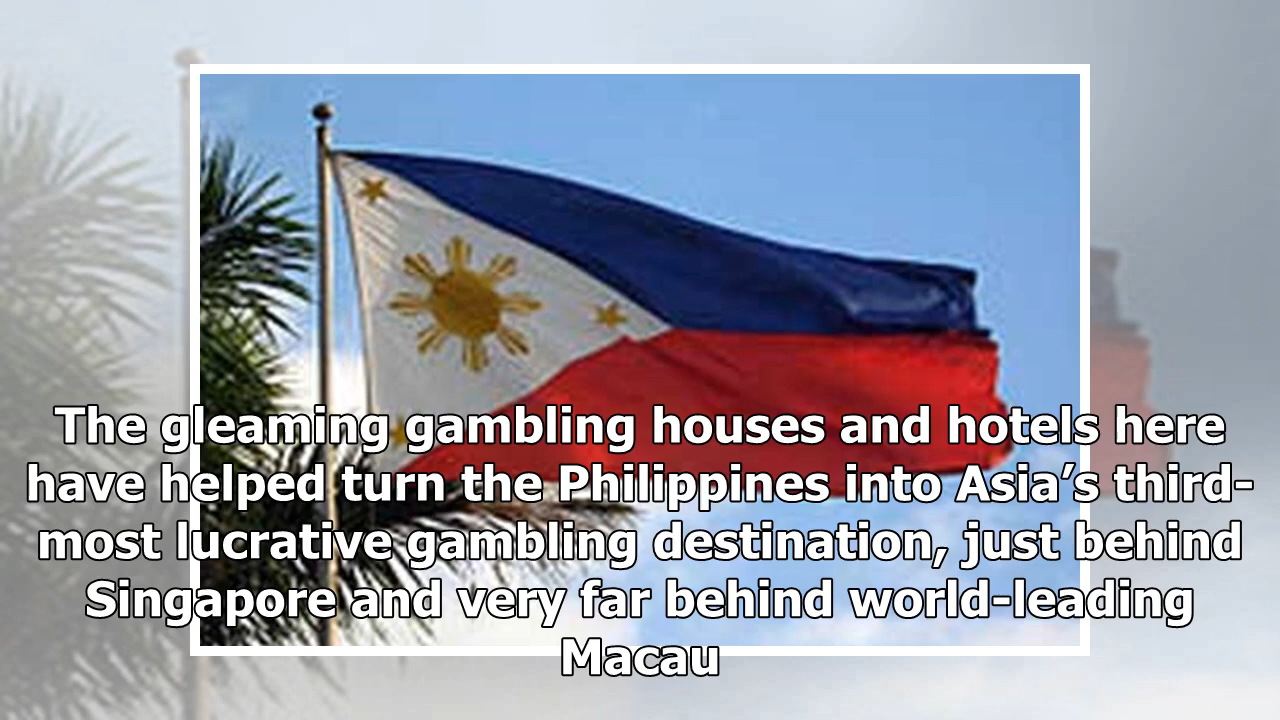 The gleaming gambling houses and hotels here
have helped turn the Philippines into Asia’s third-
most lucrative gambling destination, just behind
Singapore and very far behind world-leading
Macau